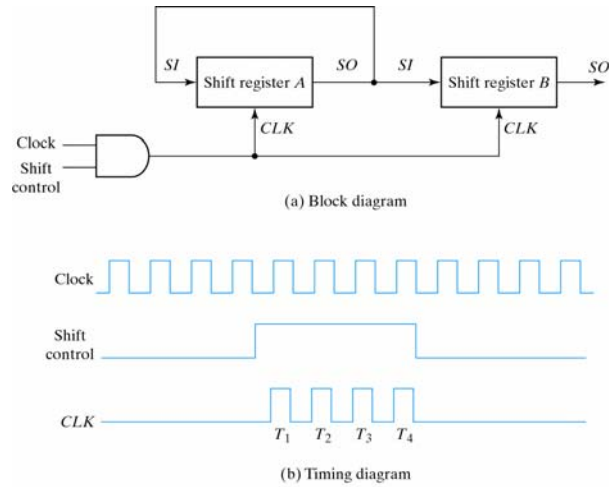 SI
Shift register A
SO
SI
Shift register B
SO
CLK
CLK
Clock
Shift
control
(a) Block diagram
Clock
Shift
control
CLK
T1 T2 T3 T4
(b) Timing diagram